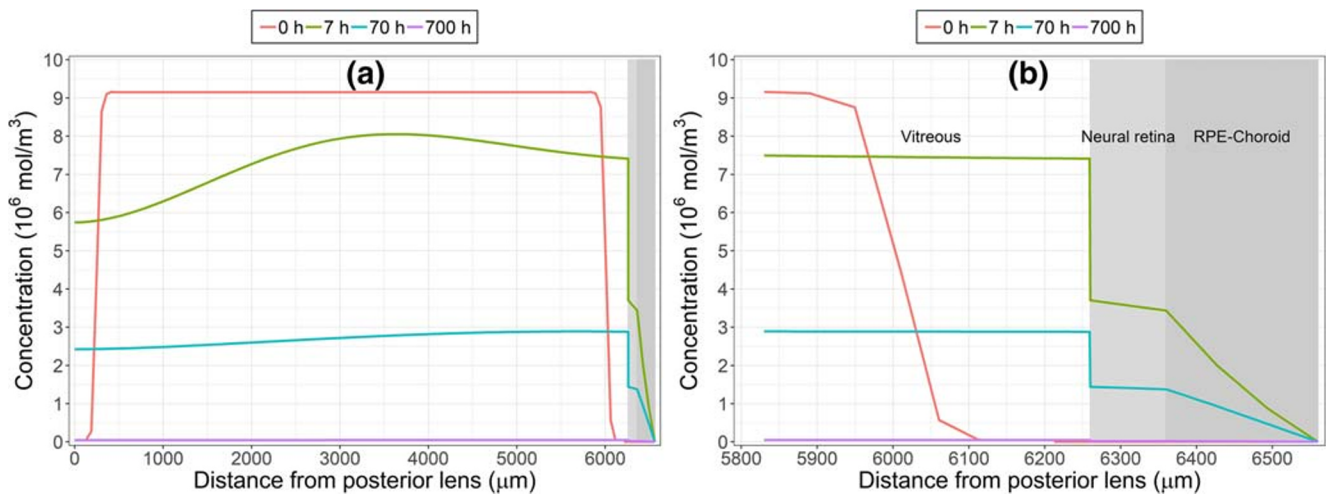 0 h 7 h 70 h 700 h
(a)
10
9
8
7
6
5
4
3
2
1
0
Concentration (10⁶ mol/m³)
0 1000 2000 3000 4000 5000 6000
Distance from posterior lens (μm)
0 h 7 h 70 h 700 h
(b)
10
9
8
7
6
5
4
3
2
1
0
Concentration (10⁶ mol/m³)
Vitreous Neural retina RPE-Choroid
5800 5900 6000 6100 6200 6300 6400 6500
Distance from posterior lens (μm)